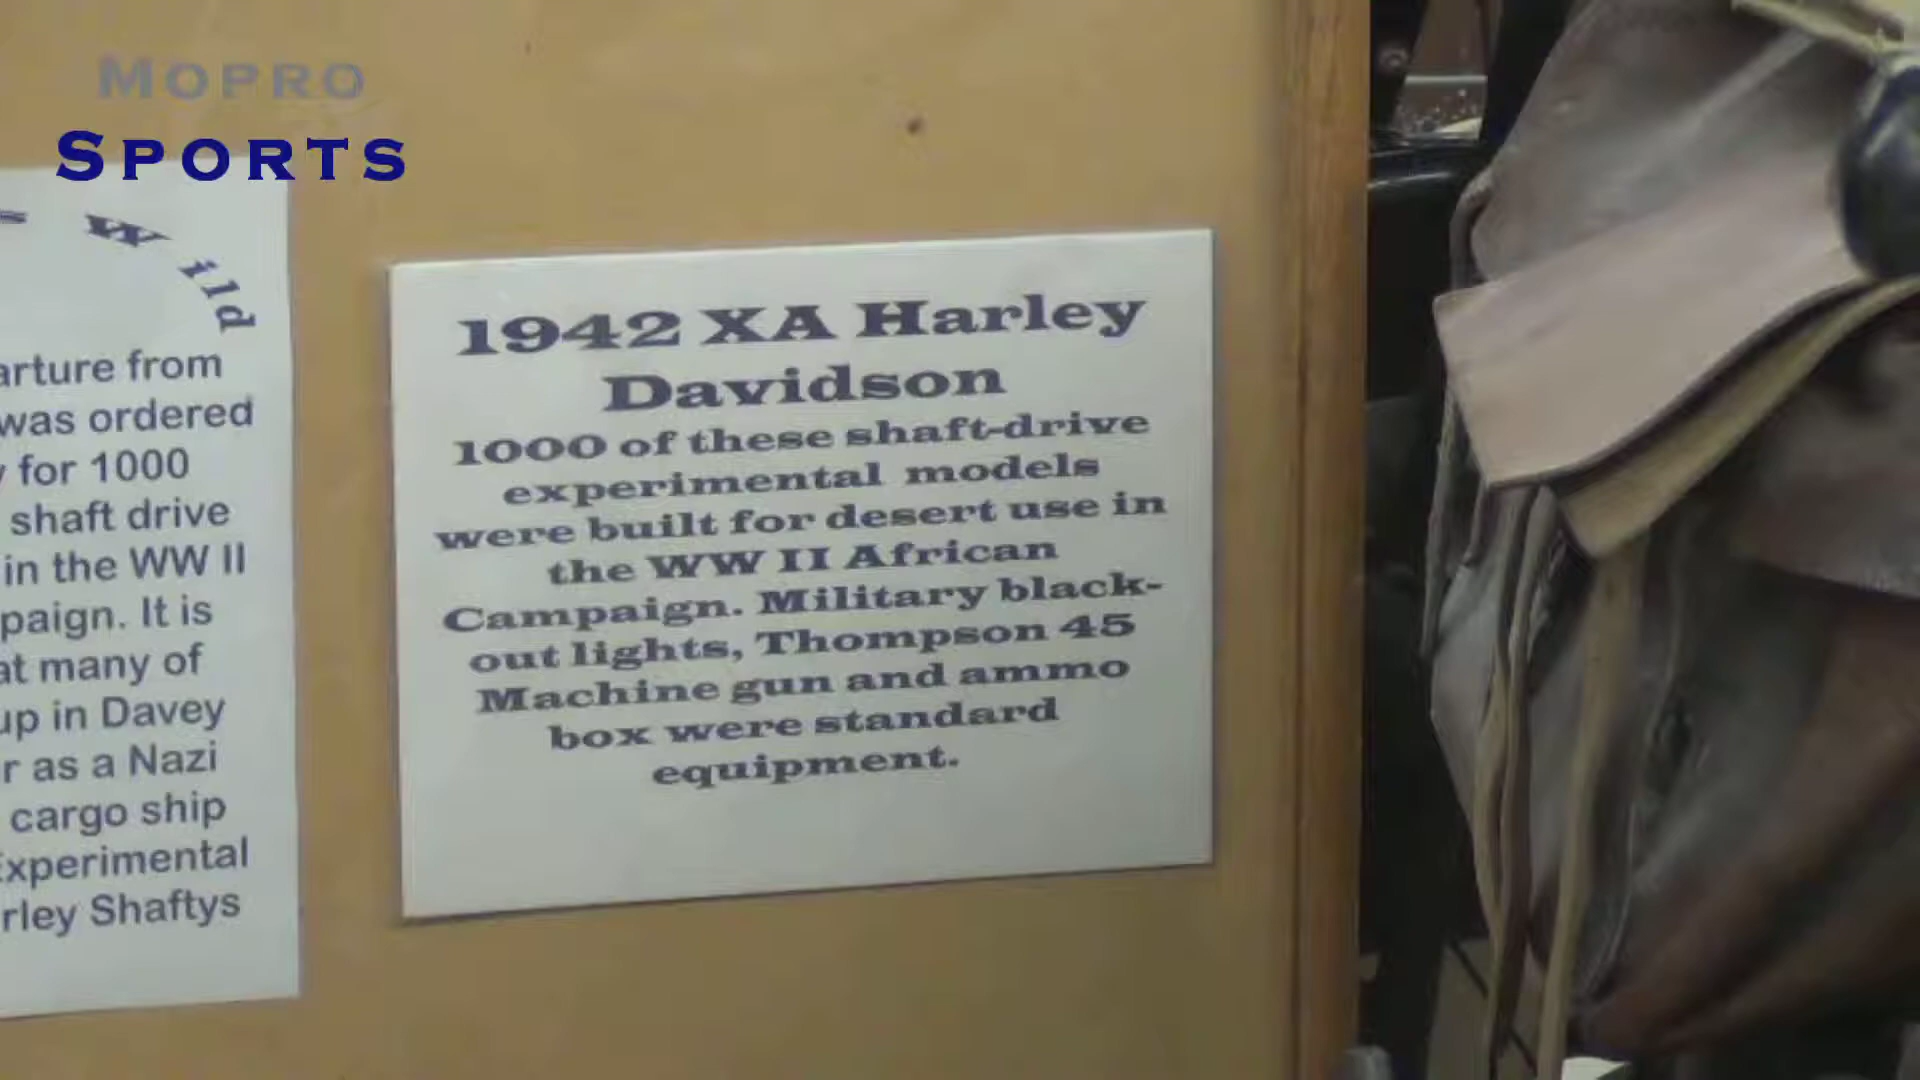 MOPRO
SPORTS
- Wild
arture from
was ordered
for 1000
shaft drive
in the WW II
paign. It is
at many of
up in Davey
r as a Nazi
cargo ship
Experimental
rley Shaftys
1942 XA Harley
Davidson
1000 of these shaft-drive
experimental models
were built for desert use in
the WW II African
Campaign. Military black-
out lights, Thompson 45
Machine gun and ammo
box were standard
equipment.